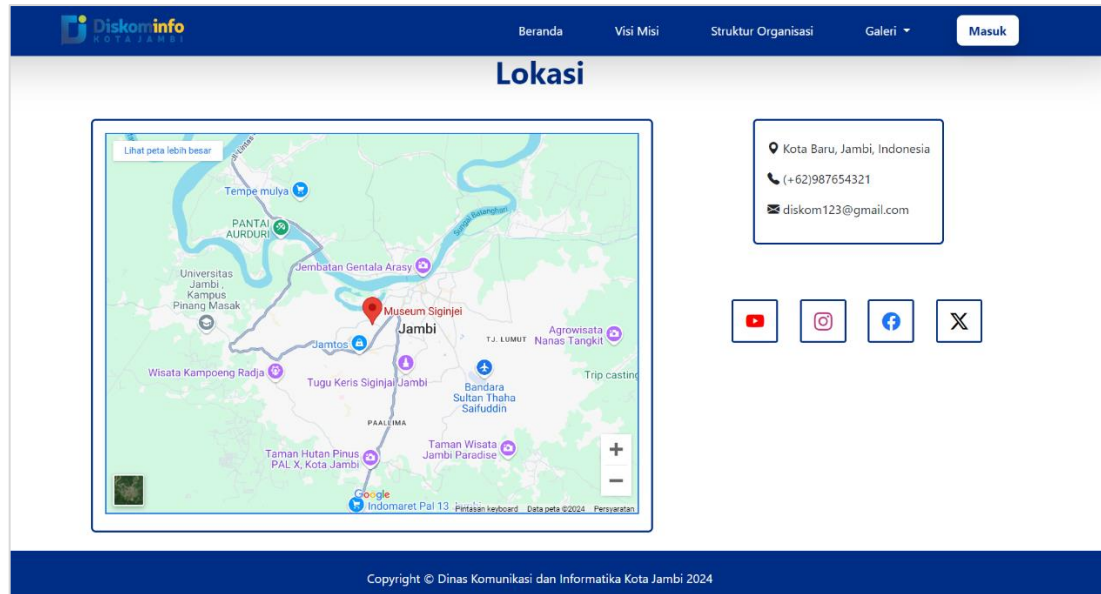 Diskominfo
KOTA JAMBI
Beranda
Visi Misi
Struktur Organisasi
Galeri
Masuk
Lokasi
Lihat peta lebih besar
Tempe mulya
PANTAI
AURDURI
Sungai Batanghari
Universitas
Jambi ,
Kampus
Pinang Masak
Jembatan Gentala Arasy
Museum Siginjei
Jambi
Jamtos
TJ. LUMUT
Agrowisata
Nanas Tangkit
Wisata Kampoeng Radja
Tugu Keris Siginjai Jambi
Bandara
Sultan Thaha
Saifuddin
Trip casting
PAAL LIMA
Taman Wisata
Jambi Paradise
Taman Hutan Pinus
PAL X, Kota Jambi
Google
Indomaret Pal 13
Pintasan keyboard
Data peta ©2024
Persyaratan
Kota Baru, Jambi, Indonesia
(+62)987654321
diskom123@gmail.com
Copyright © Dinas Komunikasi dan Informatika Kota Jambi 2024